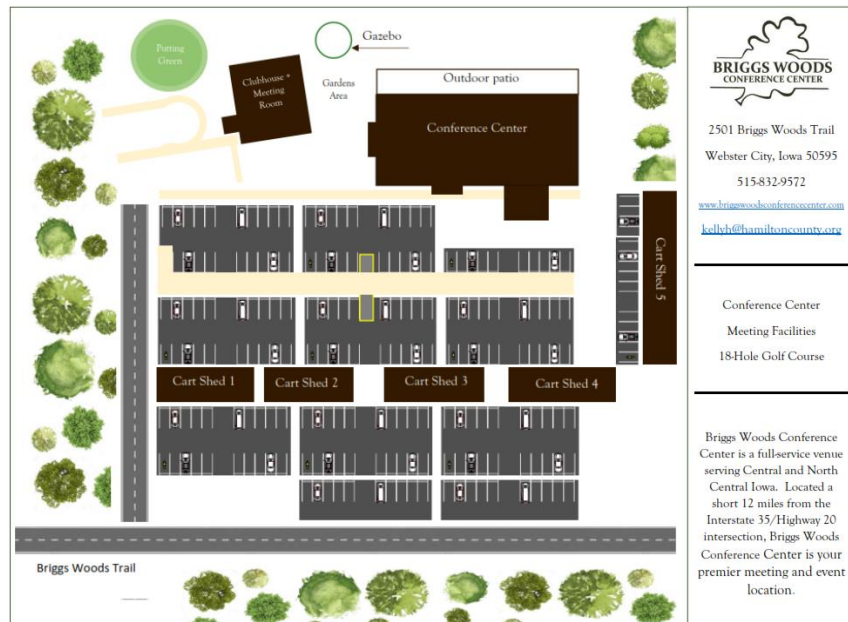 Putting
Green
Gazebo
Clubhouse *
Meeting
Room
Gardens
Area
Outdoor patio
Conference Center
Cart Shed 5
Cart Shed 1
Cart Shed 2
Cart Shed 3
Cart Shed 4
Briggs Woods Trail
BRIGGS WOODS
CONFERENCE CENTER
2501 Briggs Woods Trail
Webster City, Iowa 50595
515-832-9572
www.briggswoodsconferencecenter.com
kellyh@hamiltoncounty.org
Conference Center
Meeting Facilities
18-Hole Golf Course
Briggs Woods Conference
Center is a full-service venue
serving Central and North
Central Iowa. Located a
short 12 miles from the
Interstate 35/Highway 20
intersection, Briggs Woods
Conference Center is your
premier meeting and event
location.